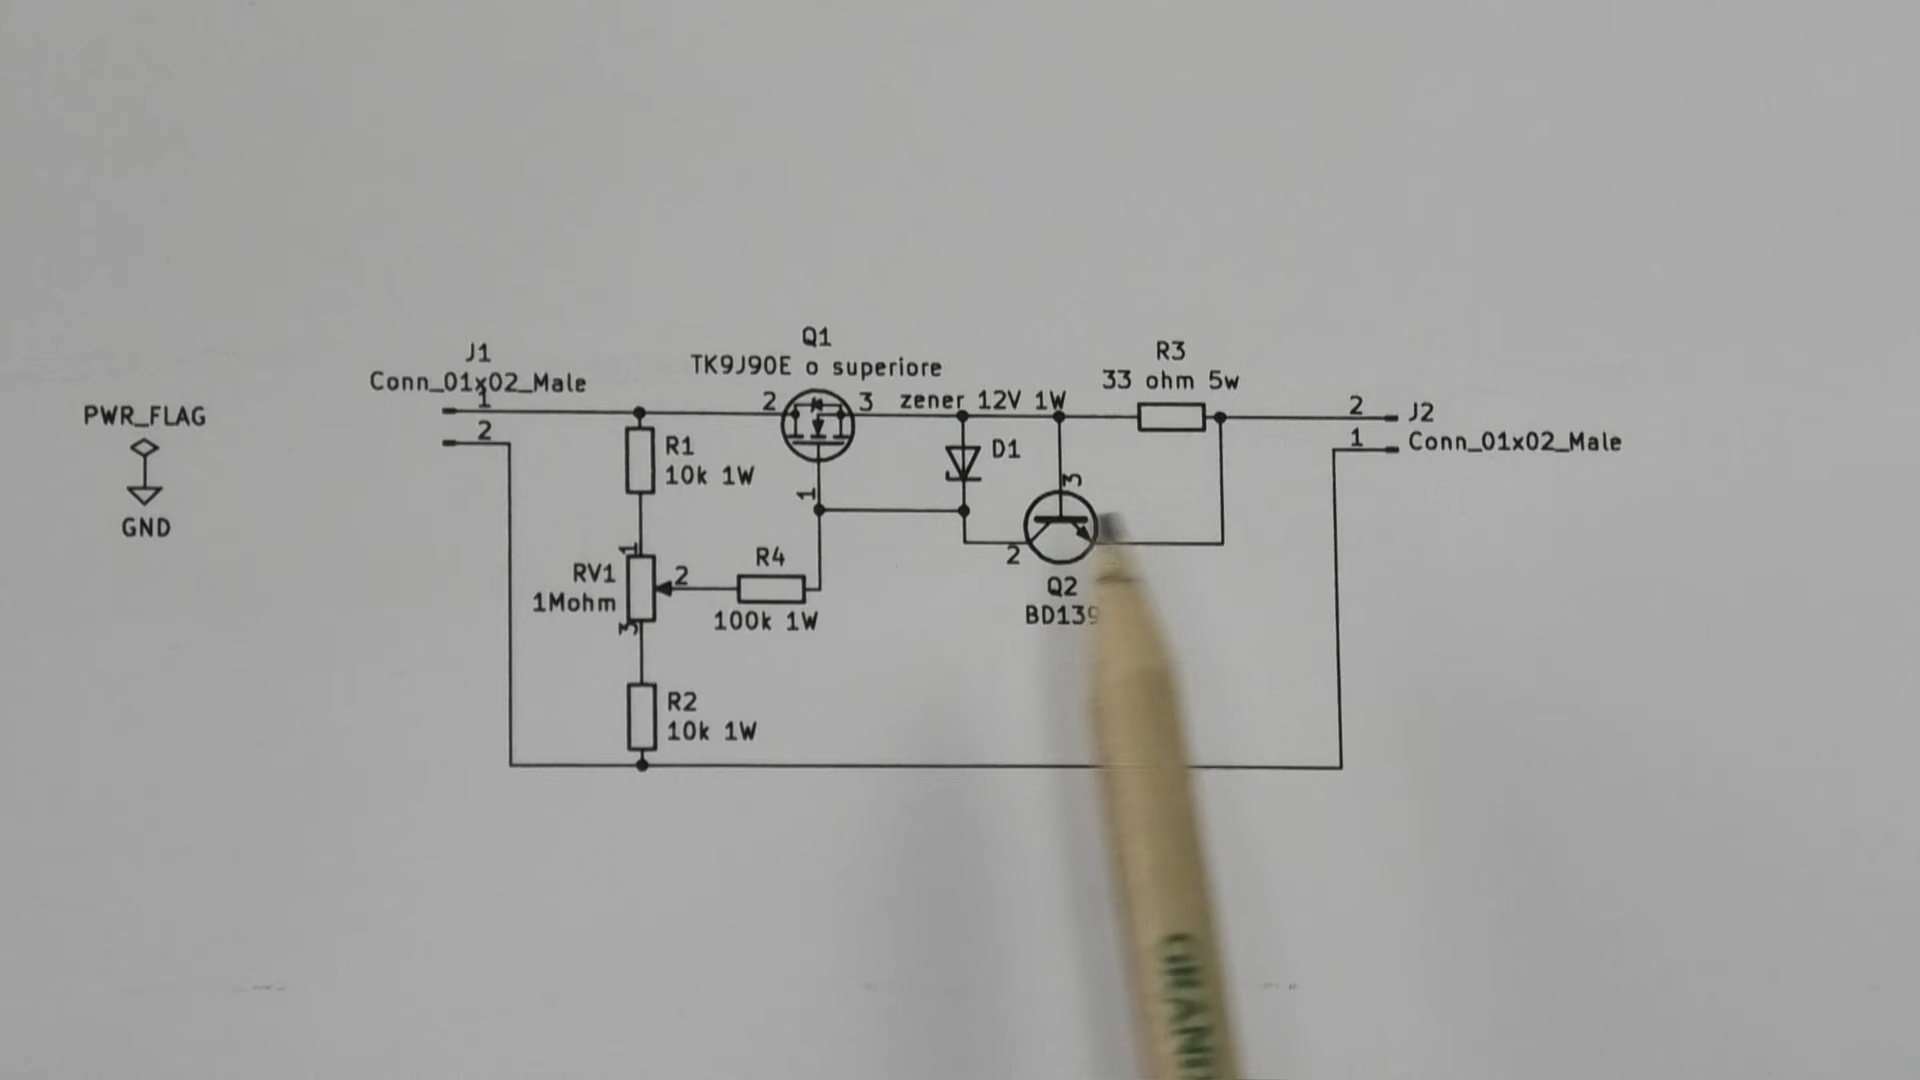 Q1
TK9J90E o superiore
J1
Conn_01x02_Male
1
2
PWR_FLAG
GND
2
3
1
zener 12V 1W
D1
R3
33 ohm 5w
2
1
J2
Conn_01x02_Male
R1
10k 1W
RV1
1Mohm
1
2
3
R4
100k 1W
3
2
Q2
BD139
R2
10k 1W